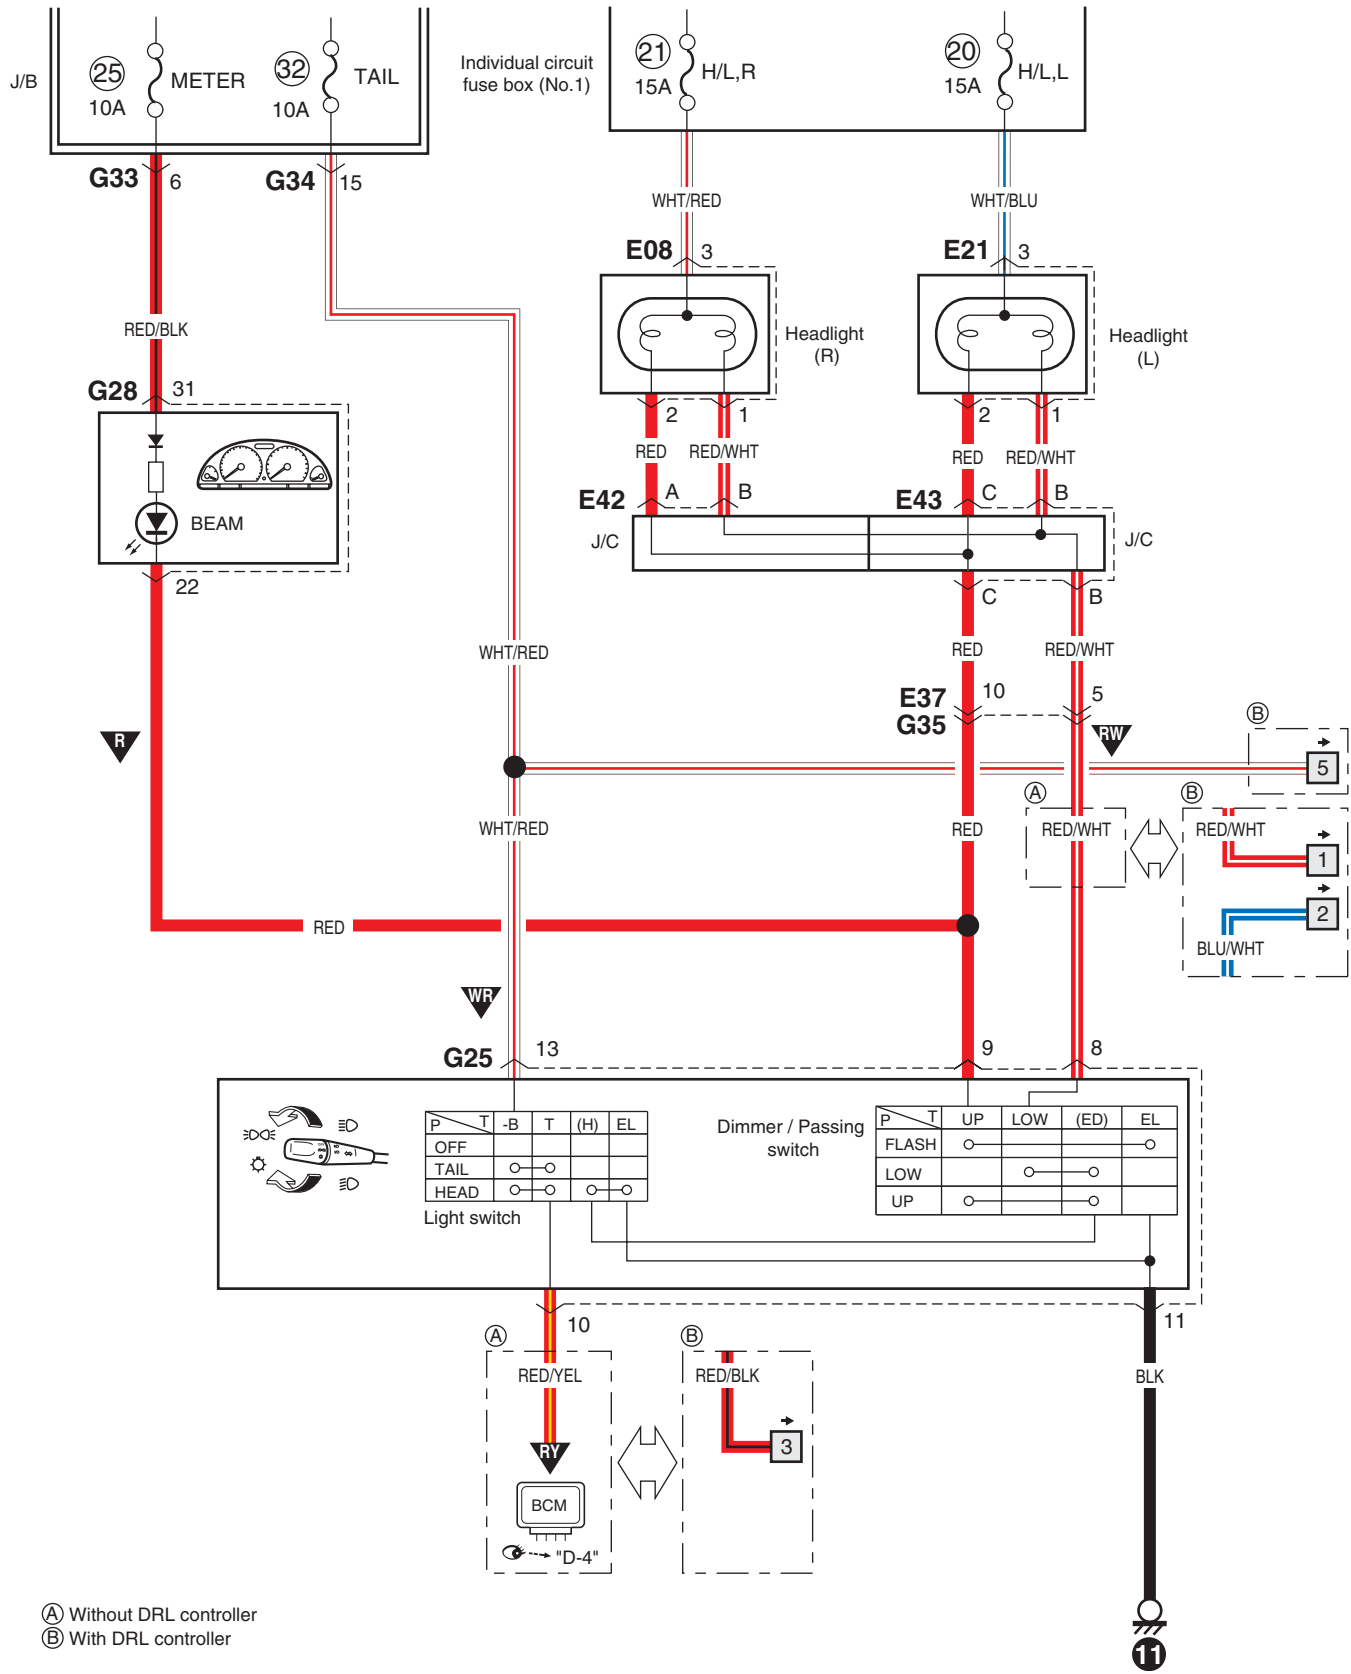 J/B
25
10A
METER
32
10A
TAIL
Individual circuit
fuse box (No.1)
21
15A
H/L,R
20
15A
H/L,L
G33
6
G34
15
WHT/RED
WHT/BLU
E08
3
E21
3
RED/BLK
Headlight
(R)
Headlight
(L)
G28
31
2
1
2
1
RED
RED/WHT
RED
RED/WHT
E42
A
B
E43
C
B
BEAM
J/C
J/C
22
C
B
WHT/RED
RED
RED/WHT
E37
10
5
G35
R
RW
B
5
A
B
WHT/RED
RED
RED/WHT
RED/WHT
1
2
BLU/WHT
RED
WR
G25
13
9
8
P
T
-B
T
(H)
EL
OFF
TAIL
HEAD
Light switch
Dimmer / Passing
switch
P
T
UP
LOW
(ED)
EL
FLASH
LOW
UP
10
11
A
B
RED/YEL
RED/BLK
BLK
RY
3
BCM
"D-4"
A Without DRL controller
B With DRL controller
11